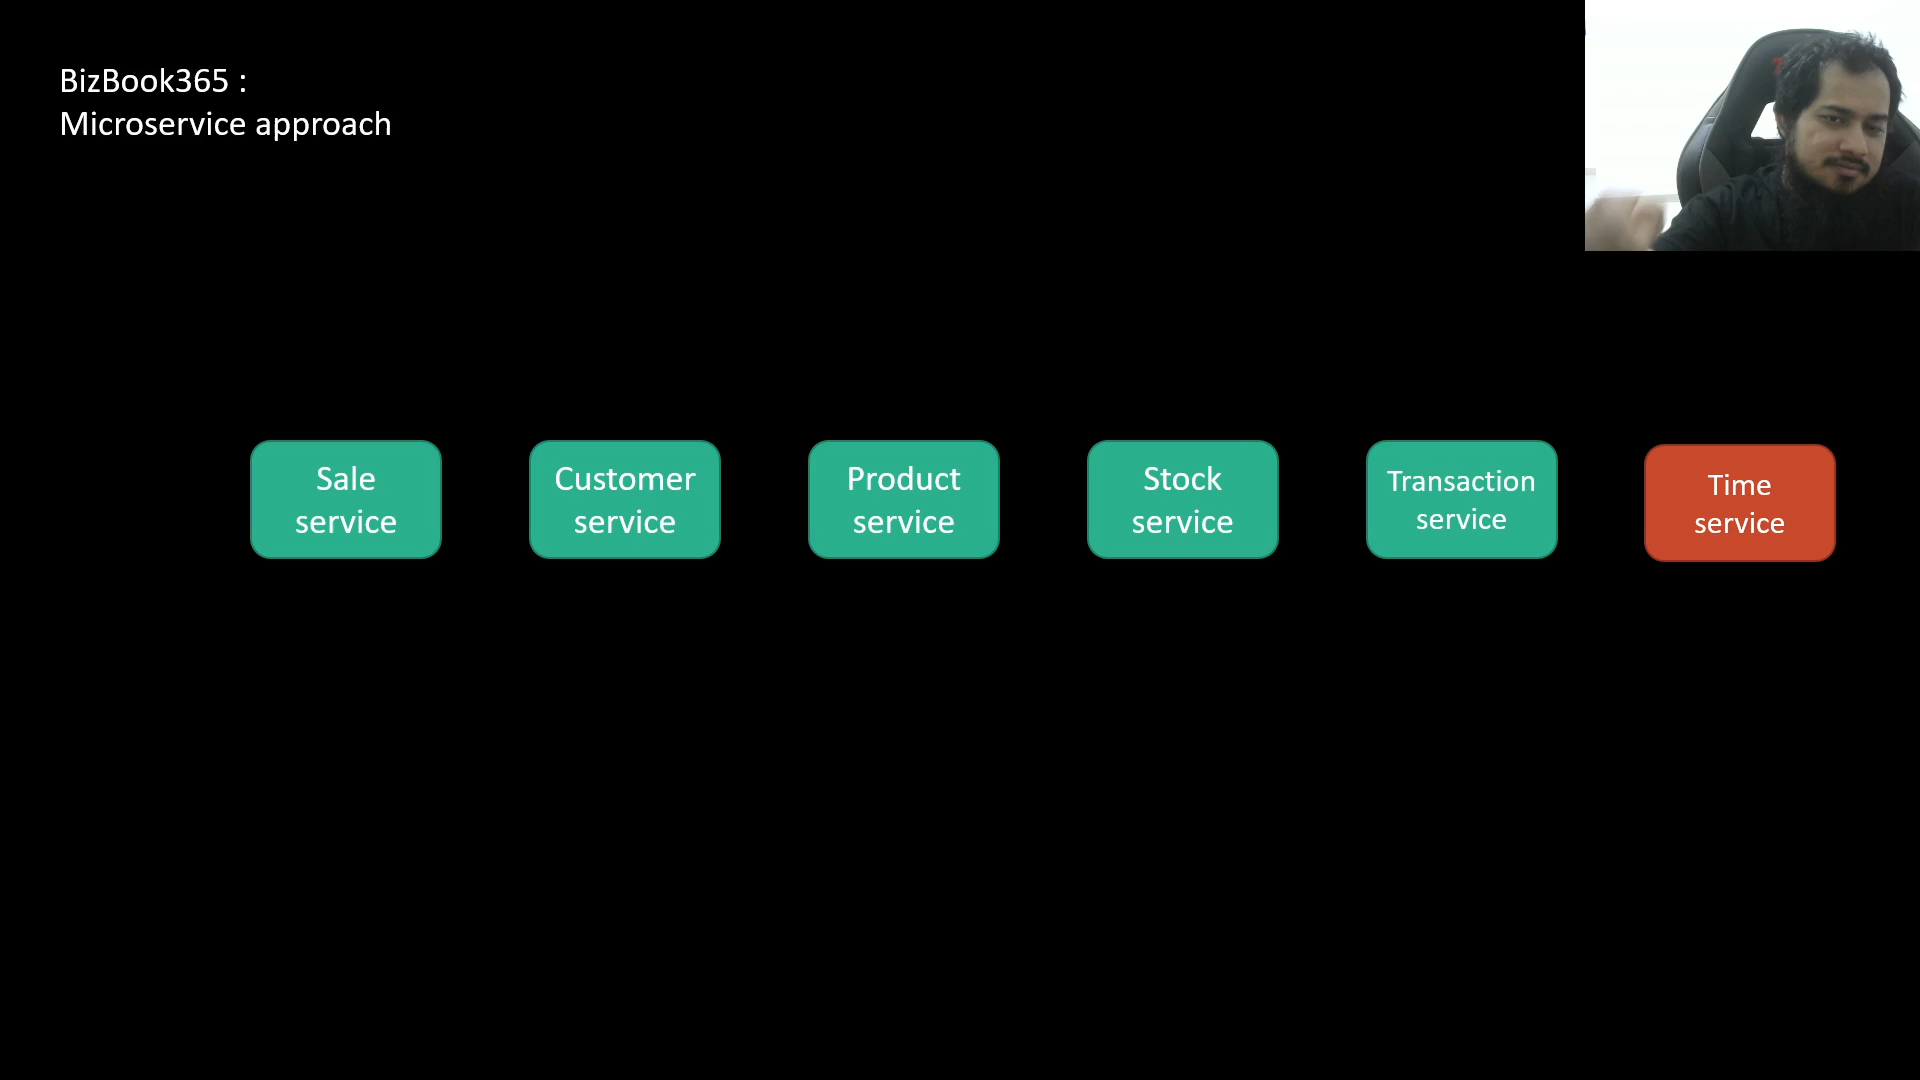 BizBook365 :
Microservice approach
Sale
service
Customer
service
Product
service
Stock
service
Transaction
service
Time
service